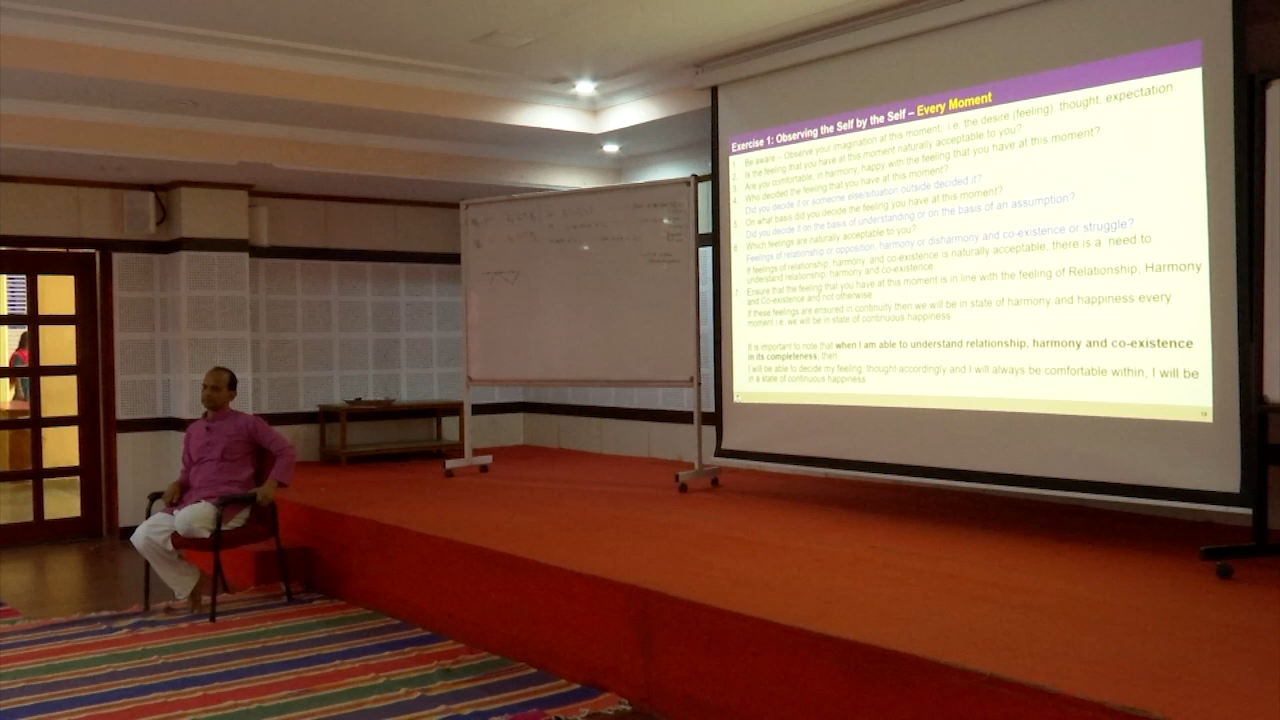 Exercise 1: Observing the Self by the Self – Every Moment
1. Be aware – Observe your imagination at this moment, i.e. the desire (feeling), thought, expectation
2. Is the feeling that you have at this moment naturally acceptable to you?
3. Are you comfortable, in harmony, happy with the feeling that you have at this moment?
4. Who decided the feeling that you have at this moment?
Did you decide it or someone else/situation outside decided it?
5. On what basis did you decide the feeling you have at this moment?
Did you decide it on the basis of understanding or on the basis of an assumption?
6. Which feelings are naturally acceptable to you?
Feelings of relationship or opposition, harmony or disharmony and co-existence or struggle?
If feelings of relationship, harmony, and co-existence is naturally acceptable, there is a need to
understand relationship, harmony and co-existence
7. Ensure that the feeling that you have at this moment is in line with the feeling of Relationship, Harmony
and Co-existence and not otherwise
If these feelings are ensured in continuity then we will be in state of harmony and happiness every
moment i.e. we will be in state of continuous happiness
It is important to note that when I am able to understand relationship, harmony and co-existence
in its completeness, then
I will be able to decide my feeling, thought accordingly and I will always be comfortable within, I will be
in a state of continuous happiness